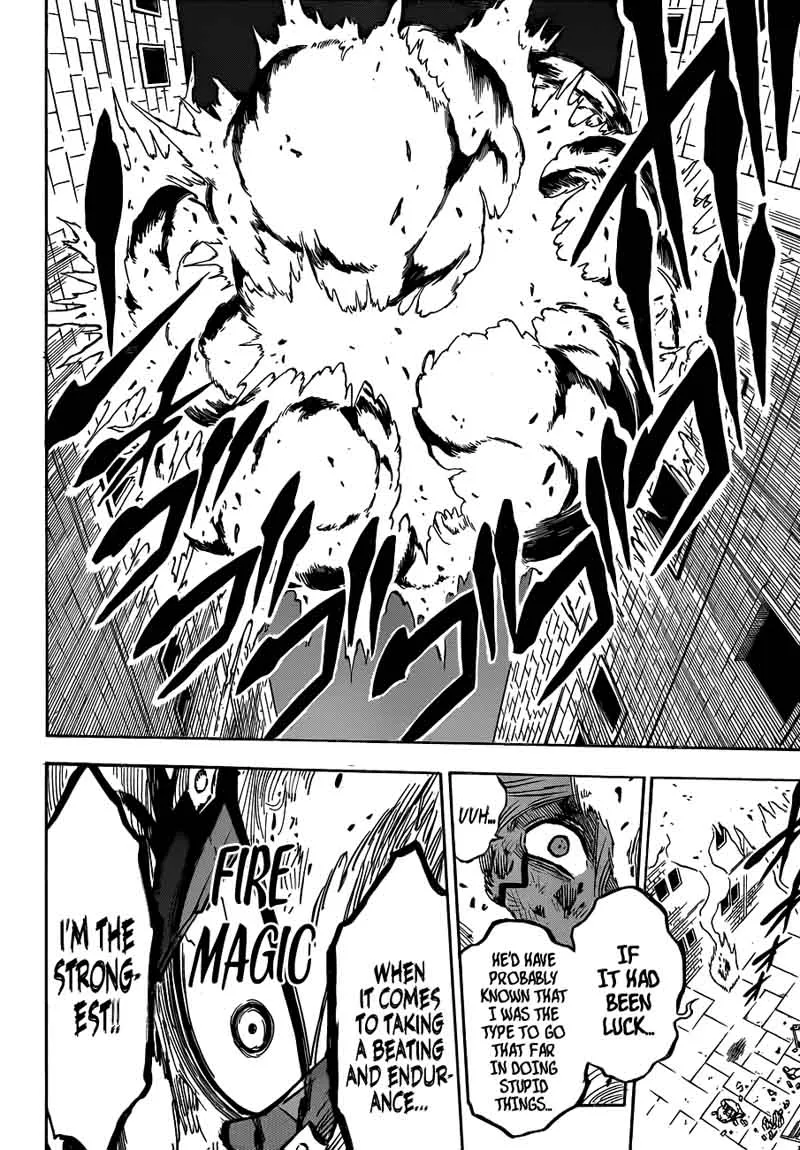 UUH...
IF
IT HAD
BEEN
LUCK...
HE'D HAVE
PROBABLY
KNOWN THAT
I WAS THE
TYPE TO GO
THAT FAR
IN DOING
STUPID
THINGS...
WHEN
IT COMES
TO TAKING
A BEATING
AND ENDUR-
ANCE...
FIRE
MAGIC
I'M THE
STRONG-
EST!!